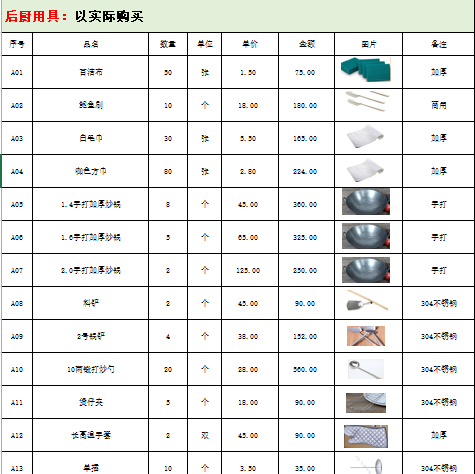 后厨用具：以实际购买
序号 品名 数量 单位 单价 金额 图片 备注
A01 百洁布 50 张 1.50 75.00 加厚
A02 鲍鱼刷 10 个 18.00 180.00 两用
A03 白毛巾 30 张 5.50 165.00 加厚
A04 咖色方巾 80 张 2.80 224.00 加厚
A05 1.4手打加厚炒锅 8 个 45.00 360.00 手打
A06 1.6手打加厚炒锅 5 个 65.00 325.00 手打
A07 2.0手打加厚炒锅 2 个 125.00 250.00 手打
A08 料铲 2 个 45.00 90.00 304不锈钢
A09 2号锅铲 4 个 38.00 152.00 304不锈钢
A10 10两锻打炒勺 20 个 28.00 560.00 304不锈钢
A11 煲仔夹 5 个 18.00 90.00 304不锈钢
A12 长高温手套 2 双 45.00 90.00 加厚
A13 单插 10 个 3.50 35.00 304不锈钢